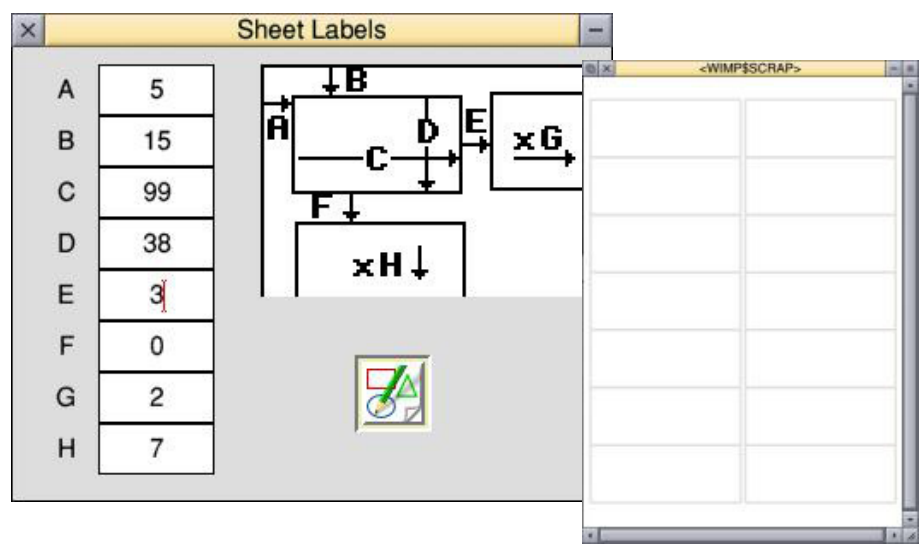 Sheet Labels
A 5
B 15
C 99
D 38
E 3
F 0
G 2
H 7
B
A
D
E
C
xG
F
xH
<WIMP$SCRAP>